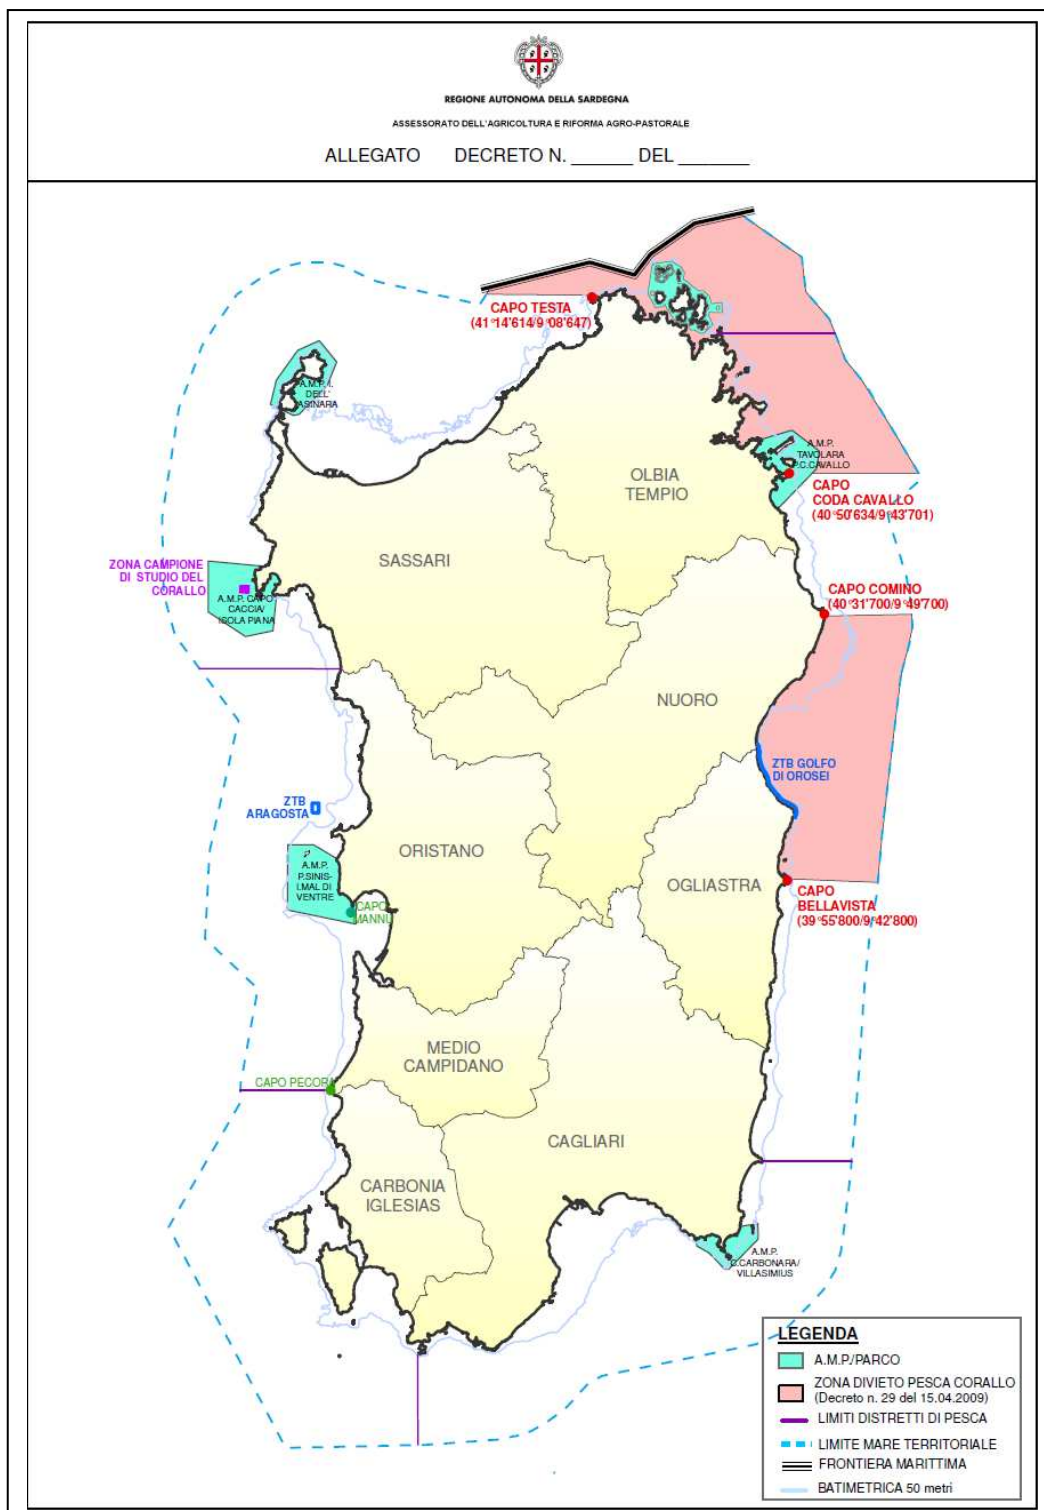 REGIONE AUTONOMA DELLA SARDEGNA
ASSESSORATO DELL'AGRICOLTURA E RIFORMA AGRO-PASTORALE
ALLEGATO DECRETO N. ______ DEL _______
CAPO TESTA
(41°14'614/9°08'647)
A.M.P. I.
DELL'
ASINARA
A.M.P.
TAVOLARA
P.C.CAVALLO
OLBIA
TEMPIO
CAPO
CODA CAVALLO
(40°50'634/9°43'701)
SASSARI
ZONA CAMPIONE
DI STUDIO DEL
CORALLO
A.M.P. CAPO
CACCIA/
ISOLA PIANA
CAPO COMINO
(40°31'700/9°49'700)
NUORO
ZTB GOLFO
DI OROSEI
ZTB
ARAGOSTA
ORISTANO
A.M.P.
P.SINIS-
I.MAL DI
VENTRE
OGLIASTRA
CAPO
BELLAVISTA
(39°55'800/9°42'800)
CAPO
MANNU
MEDIO
CAMPIDANO
CAPO PECORA
CAGLIARI
CARBONIA
IGLESIAS
A.M.P.
C.CARBONARA/
VILLASIMIUS
LEGENDA
A.M.P./PARCO
ZONA DIVIETO PESCA CORALLO
(Decreto n. 29 del 15.04.2009)
LIMITI DISTRETTI DI PESCA
LIMITE MARE TERRITORIALE
FRONTIERA MARITTIMA
BATIMETRICA 50 metri